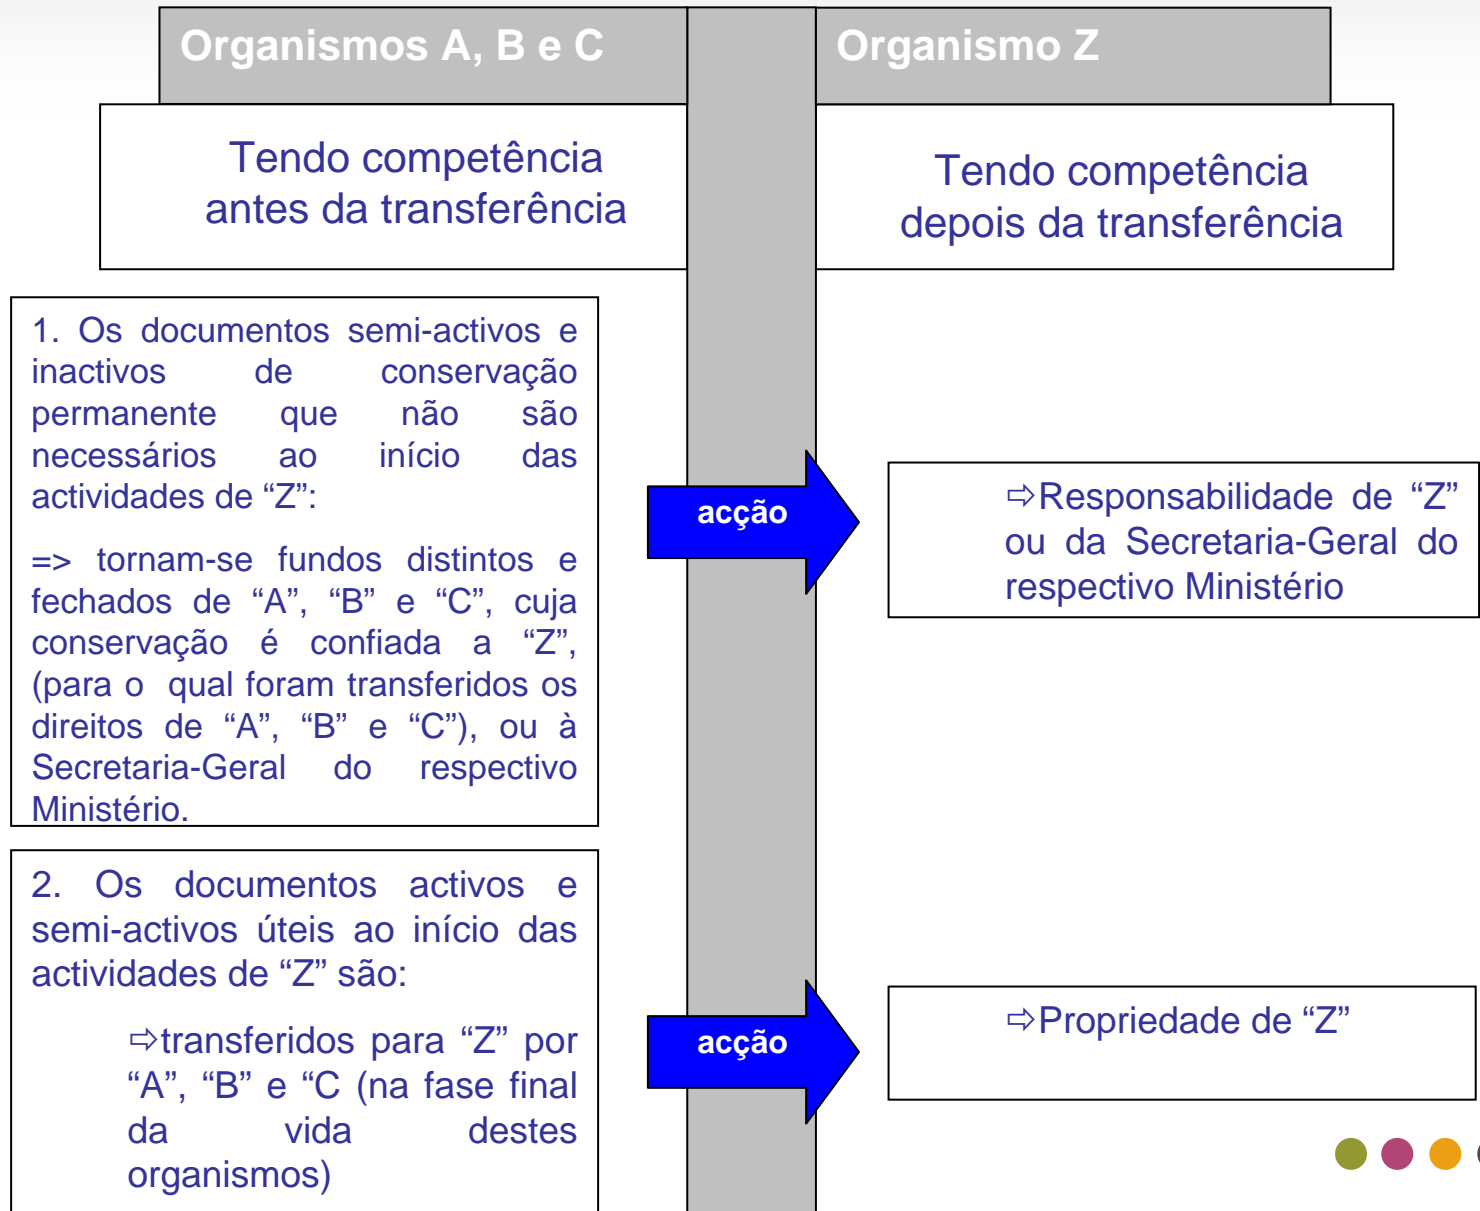 Organismos A, B e C
Organismo Z
Tendo competência
antes da transferência
Tendo competência
depois da transferência
1. Os documentos semi-activos e
inactivos de conservação
permanente que não são
necessários ao início das
actividades de “Z”:
=> tornam-se fundos distintos e
fechados de “A”, “B” e “C”, cuja
conservação é confiada a “Z”,
(para o qual foram transferidos os
direitos de “A”, “B” e “C”), ou à
Secretaria-Geral do respectivo
Ministério.
acção
⇨Responsabilidade de “Z”
ou da Secretaria-Geral do
respectivo Ministério
2. Os documentos activos e
semi-activos úteis ao início das
actividades de “Z” são:
⇨transferidos para “Z” por
“A”, “B” e “C (na fase final
da vida destes
organismos)
acção
⇨Propriedade de “Z”